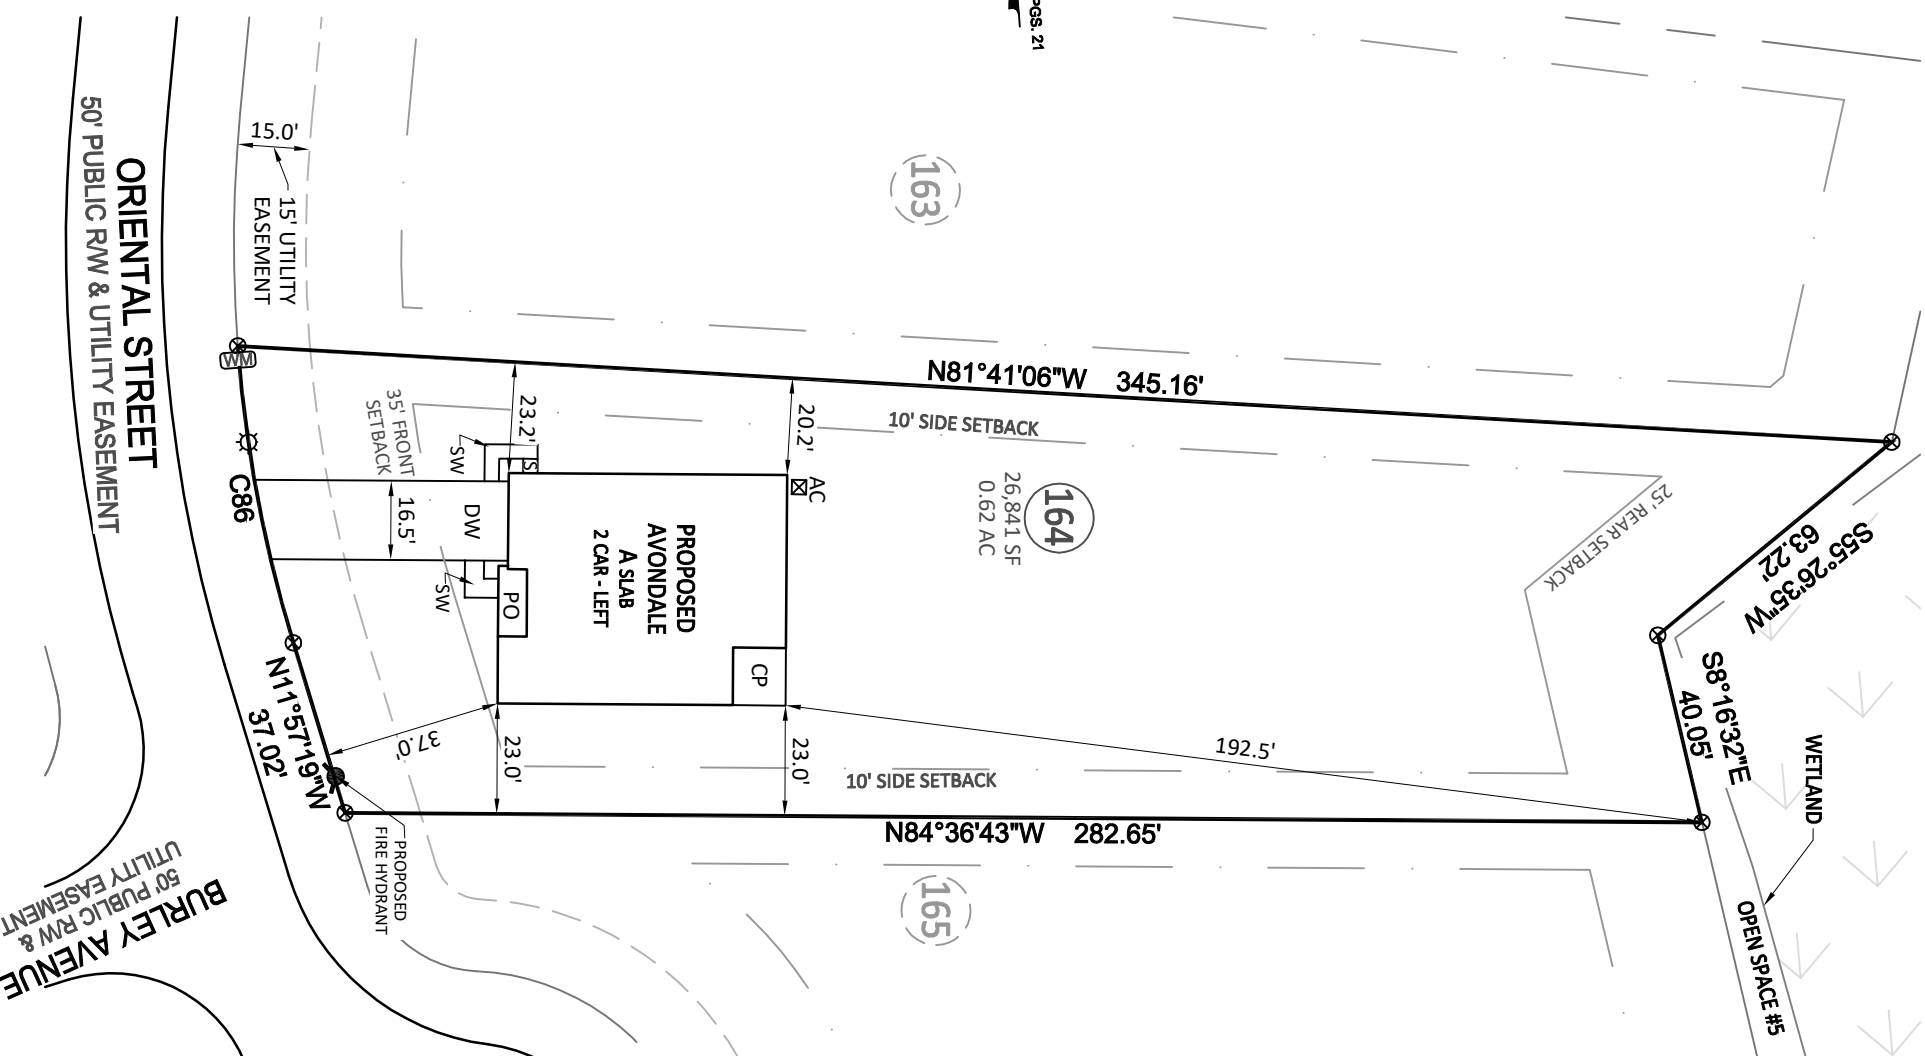 PGS. 21
ORIENTAL STREET
50' PUBLIC R/W & UTILITY EASEMENT
15.0'
15' UTILITY
EASEMENT
163
WM
C86
N81°41'06"W 345.16'
10' SIDE SETBACK
35' FRONT
SETBACK
23.2'
20.2'
SW
S
AC
DW
16.5'
SW
PO
PROPOSED
AVONDALE
A SLAB
2 CAR - LEFT
CP
164
26,841 SF
0.62 AC
25' REAR SETBACK
S55°26'35"W
63.22'
S8°16'32"E
40.05'
WETLAND
OPEN SPACE #5
N11°57'19"W
37.02'
37.0'
23.0'
23.0'
192.5'
10' SIDE SETBACK
N84°36'43"W 282.65'
PROPOSED
FIRE HYDRANT
165
BURLEY AVENUE
50' PUBLIC R/W &
UTILITY EASEMENT